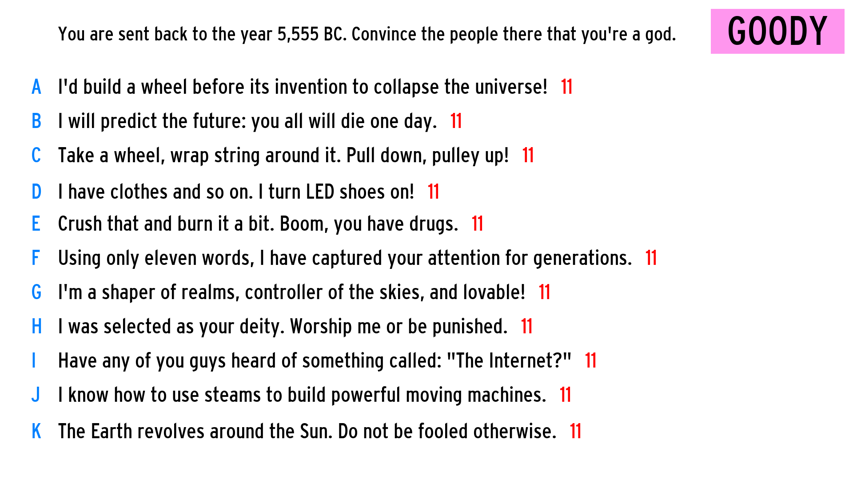 You are sent back to the year 5,555 BC. Convince the people there that you're a god.
GOODY
A I'd build a wheel before its invention to collapse the universe! 11
B I will predict the future: you all will die one day. 11
C Take a wheel, wrap string around it. Pull down, pulley up! 11
D I have clothes and so on. I turn LED shoes on! 11
E Crush that and burn it a bit. Boom, you have drugs. 11
F Using only eleven words, I have captured your attention for generations. 11
G I'm a shaper of realms, controller of the skies, and lovable! 11
H I was selected as your deity. Worship me or be punished. 11
I Have any of you guys heard of something called: "The Internet?" 11
J I know how to use steams to build powerful moving machines. 11
K The Earth revolves around the Sun. Do not be fooled otherwise. 11